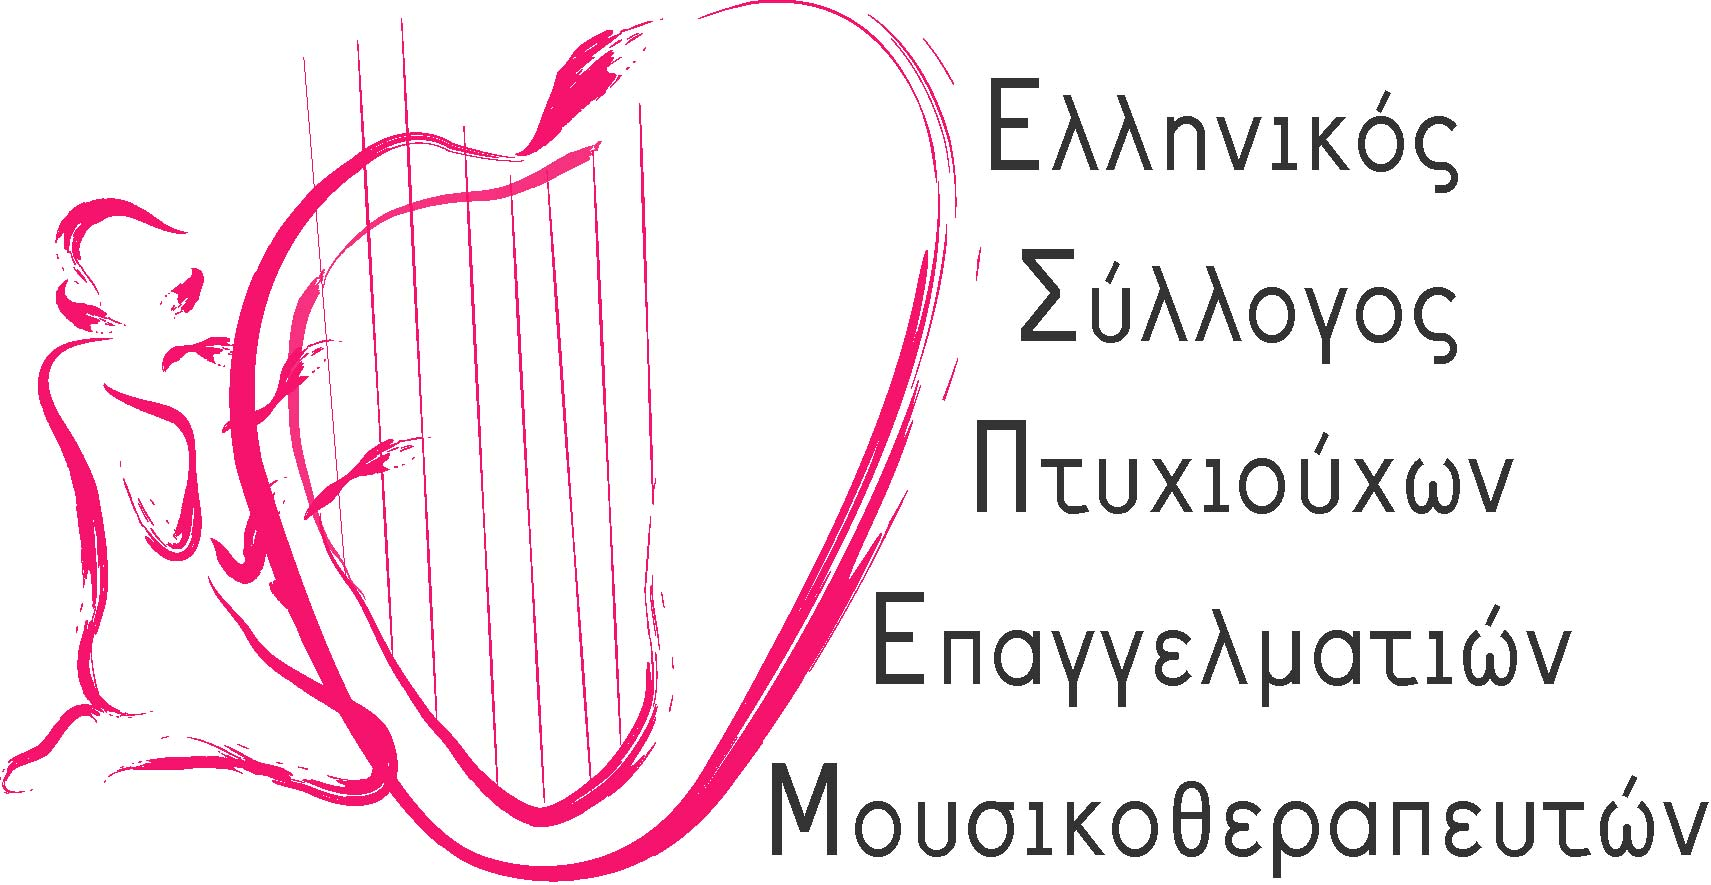 Ελληνικός
Σύλλογος
Πτυχιούχων
Επαγγελματιών
Μουσικοθεραπευτών